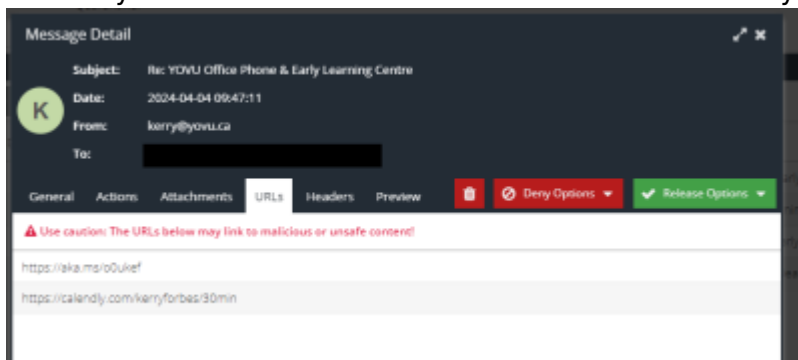 Message Detail
Subject: Re: YOVU Office Phone & Early Learning Centre
K
Date: 2024-04-04 09:47:11
From: kerry@yovu.ca
To:
General Actions Attachments URLs Headers Preview Deny Options Release Options
Use caution: The URLs below may link to malicious or unsafe content!
https://aka.ms/o0ukef
https://calendly.com/kerryforbes/30min